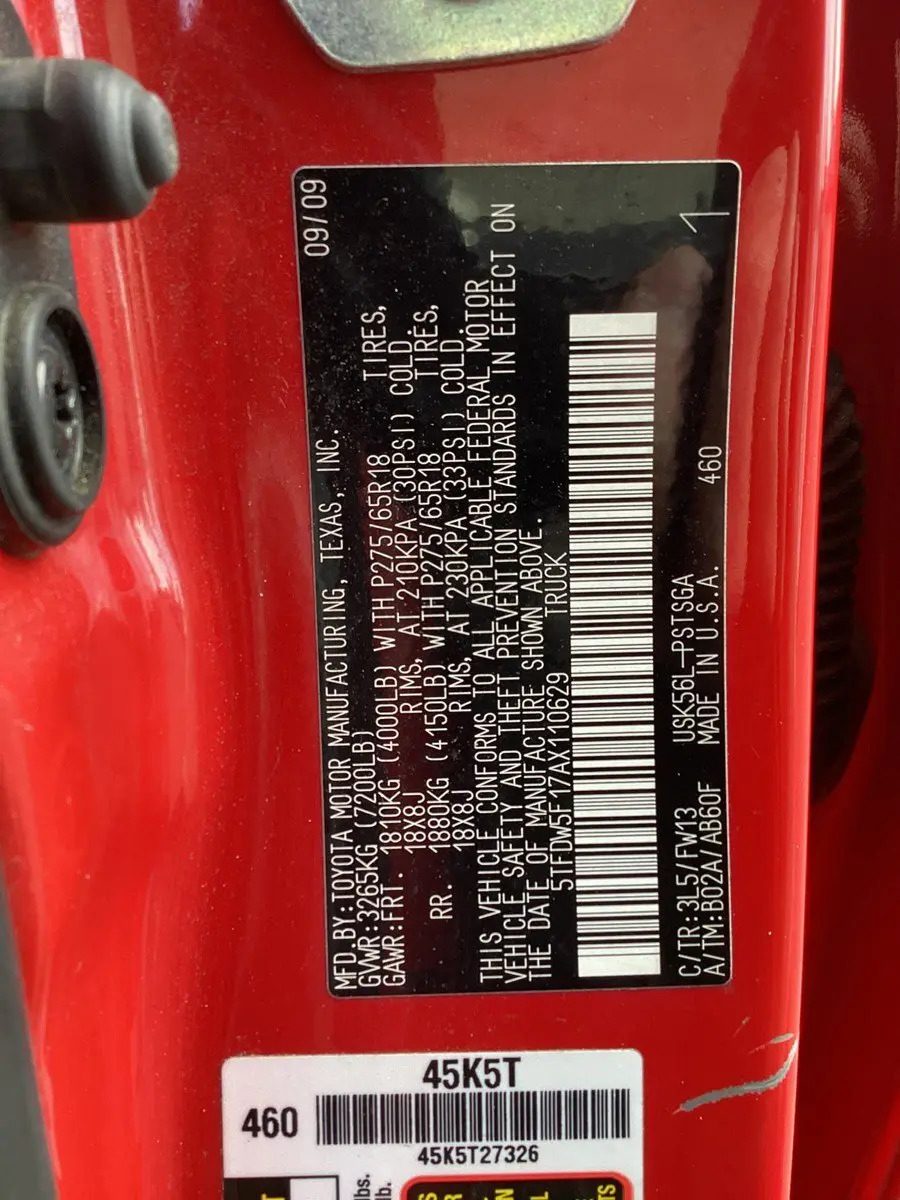 09/09
MFD.BY:TOYOTA MOTOR MANUFACTURING, TEXAS, INC.
GVWR:3265KG (7200LB)
GAWR:FRT. 1810KG (4000LB) WITH P275/65R18 TIRES,
18X8J RIMS, AT 210KPA (30PSI) COLD.
RR. 1880KG (4150LB) WITH P275/65R18 TIRES,
18X8J RIMS, AT 230KPA (33PSI) COLD.
THIS VEHICLE CONFORMS TO ALL APPLICABLE FEDERAL MOTOR
VEHICLE SAFETY AND THEFT PREVENTION STANDARDS IN EFFECT ON
THE DATE OF MANUFACTURE SHOWN ABOVE.
5TFDW5F17AX110629 TRUCK
C/TR:3L5/FW13 USK56L-PSTSGA
A/TM:B02A/AB60F MADE IN U.S.A. 460
1
45K5T
460
45K5T27326
lbs.
lb.